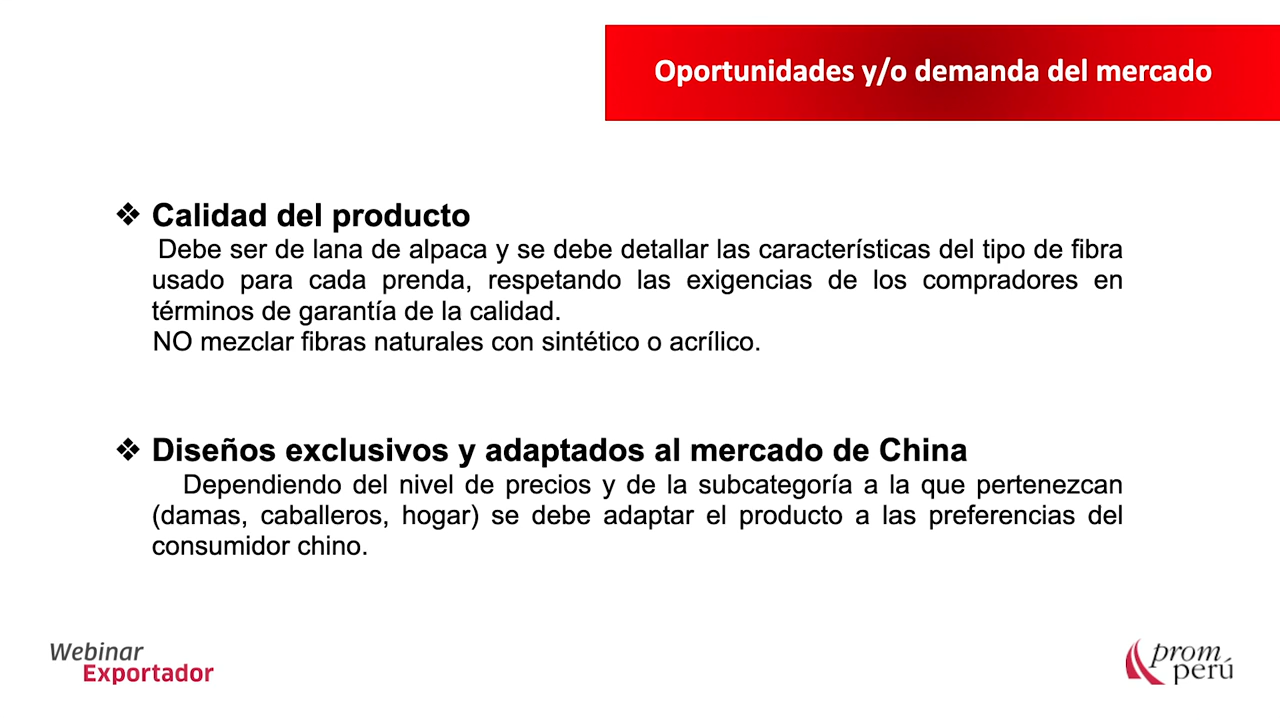 Oportunidades y/o demanda del mercado
❖ Calidad del producto
Debe ser de lana de alpaca y se debe detallar las características del tipo de fibra
usado para cada prenda, respetando las exigencias de los compradores en
términos de garantía de la calidad.
NO mezclar fibras naturales con sintético o acrílico.
❖ Diseños exclusivos y adaptados al mercado de China
Dependiendo del nivel de precios y de la subcategoría a la que pertenezcan
(damas, caballeros, hogar) se debe adaptar el producto a las preferencias del
consumidor chino.
Webinar
Exportador
prom
perú